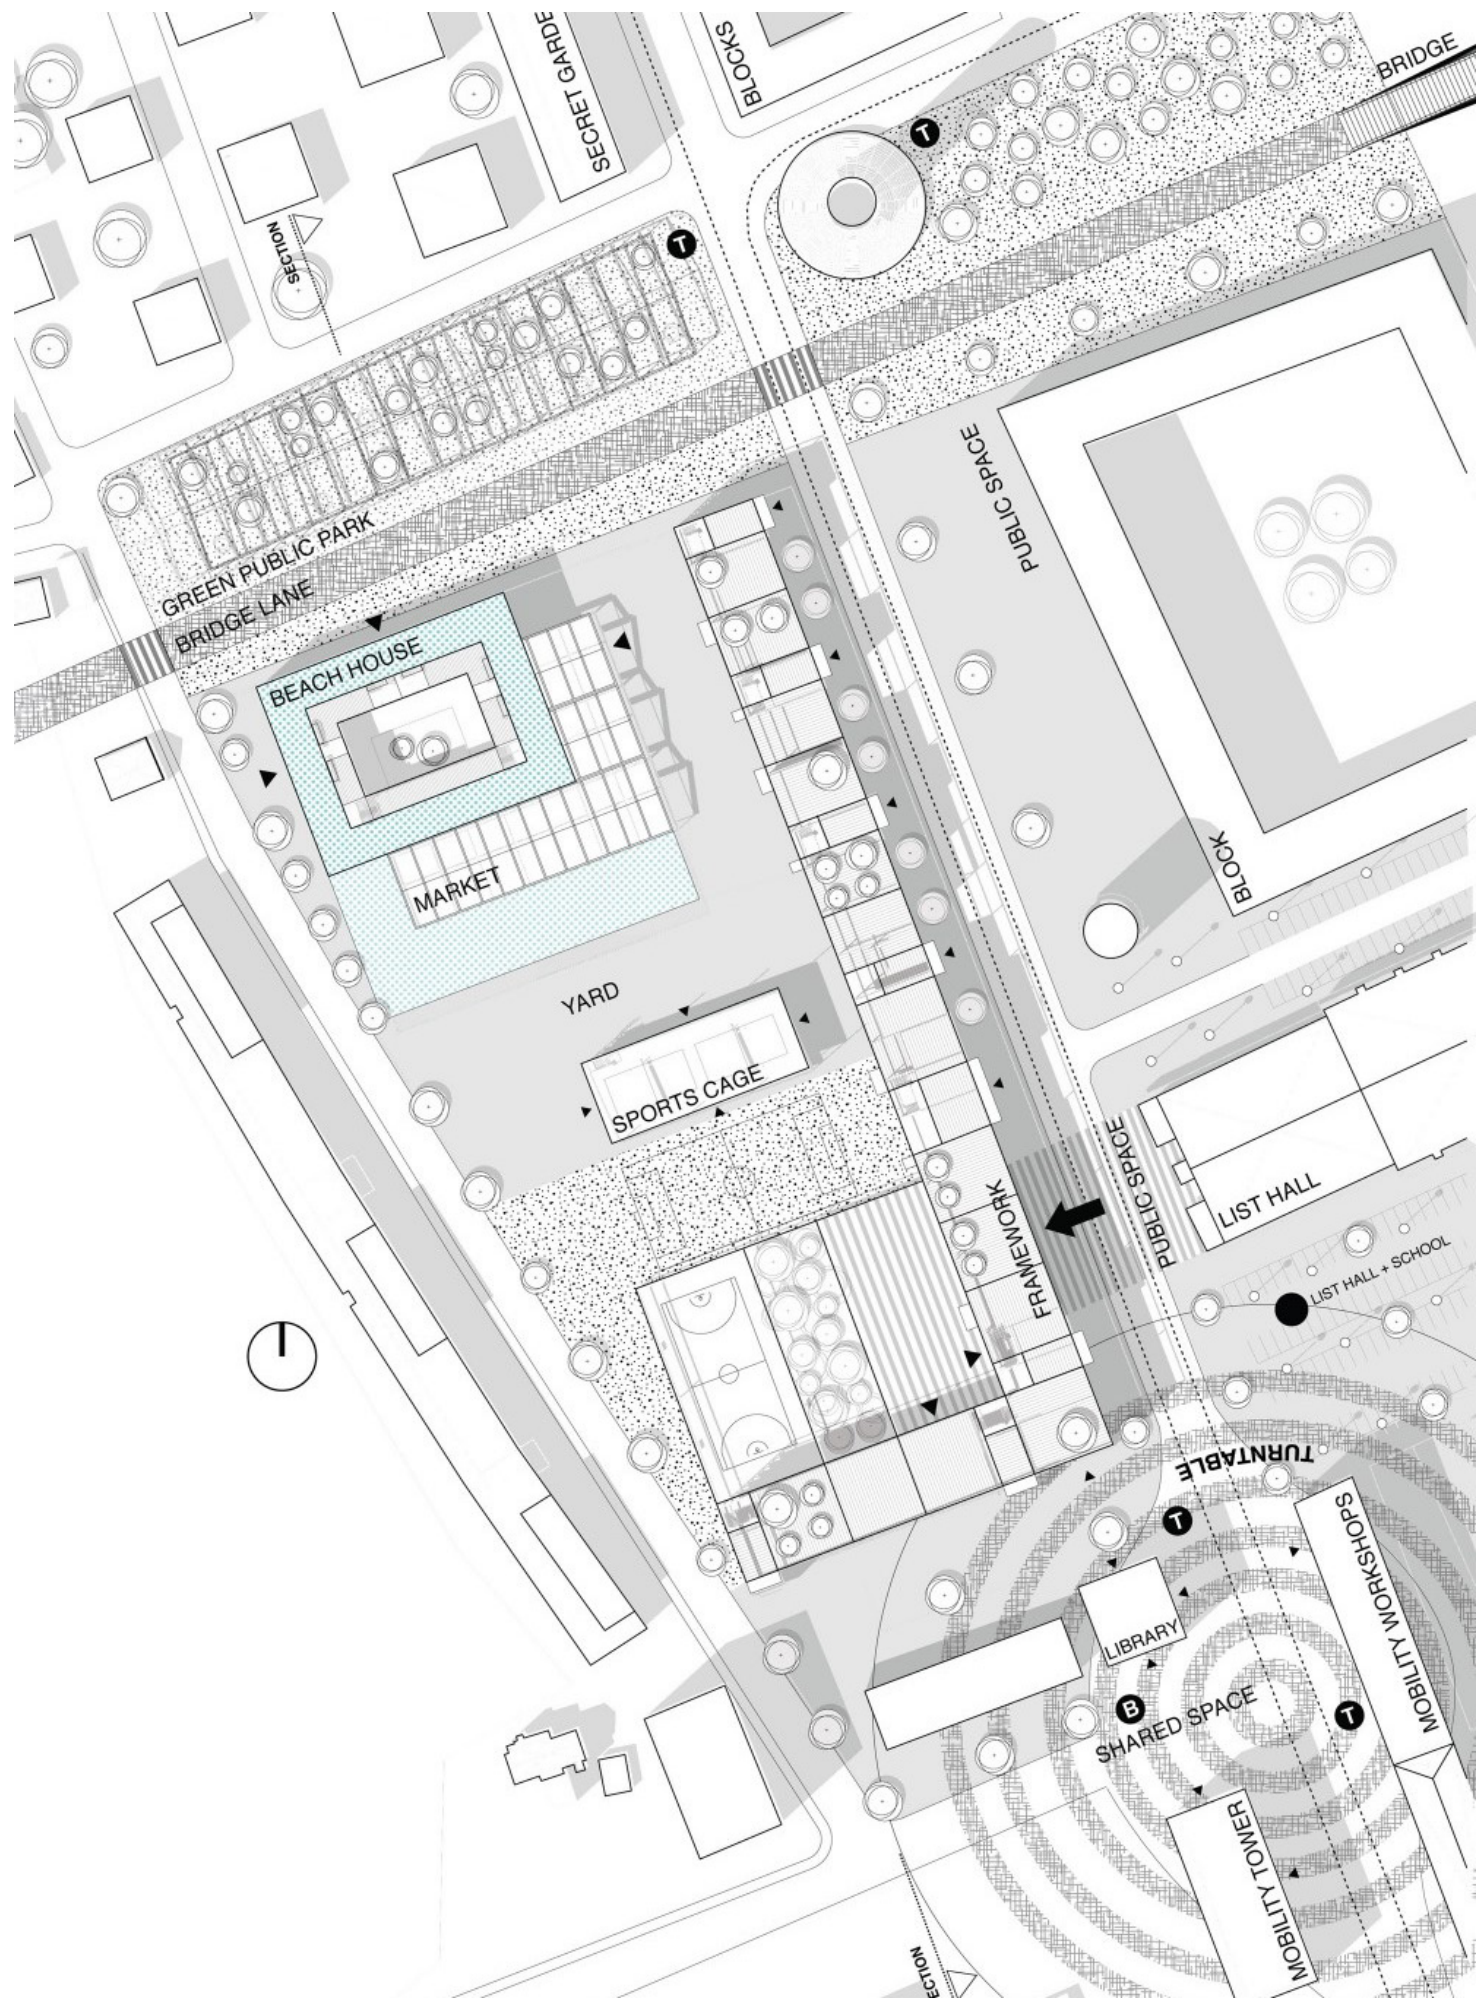 SECRET GARDE
BLOCKS
BRIDGE
T
T
SECTION
GREEN PUBLIC PARK
BRIDGE LANE
BEACH HOUSE
PUBLIC SPACE
MARKET
BLOCK
YARD
SPORTS CAGE
PUBLIC SPACE
LIST HALL
FRAMEWORK
LIST HALL + SCHOOL
TURNTABLE
T
MOBILITY WORKSHOPS
LIBRARY
B
SHARED SPACE
T
MOBILITY TOWER
ECTION